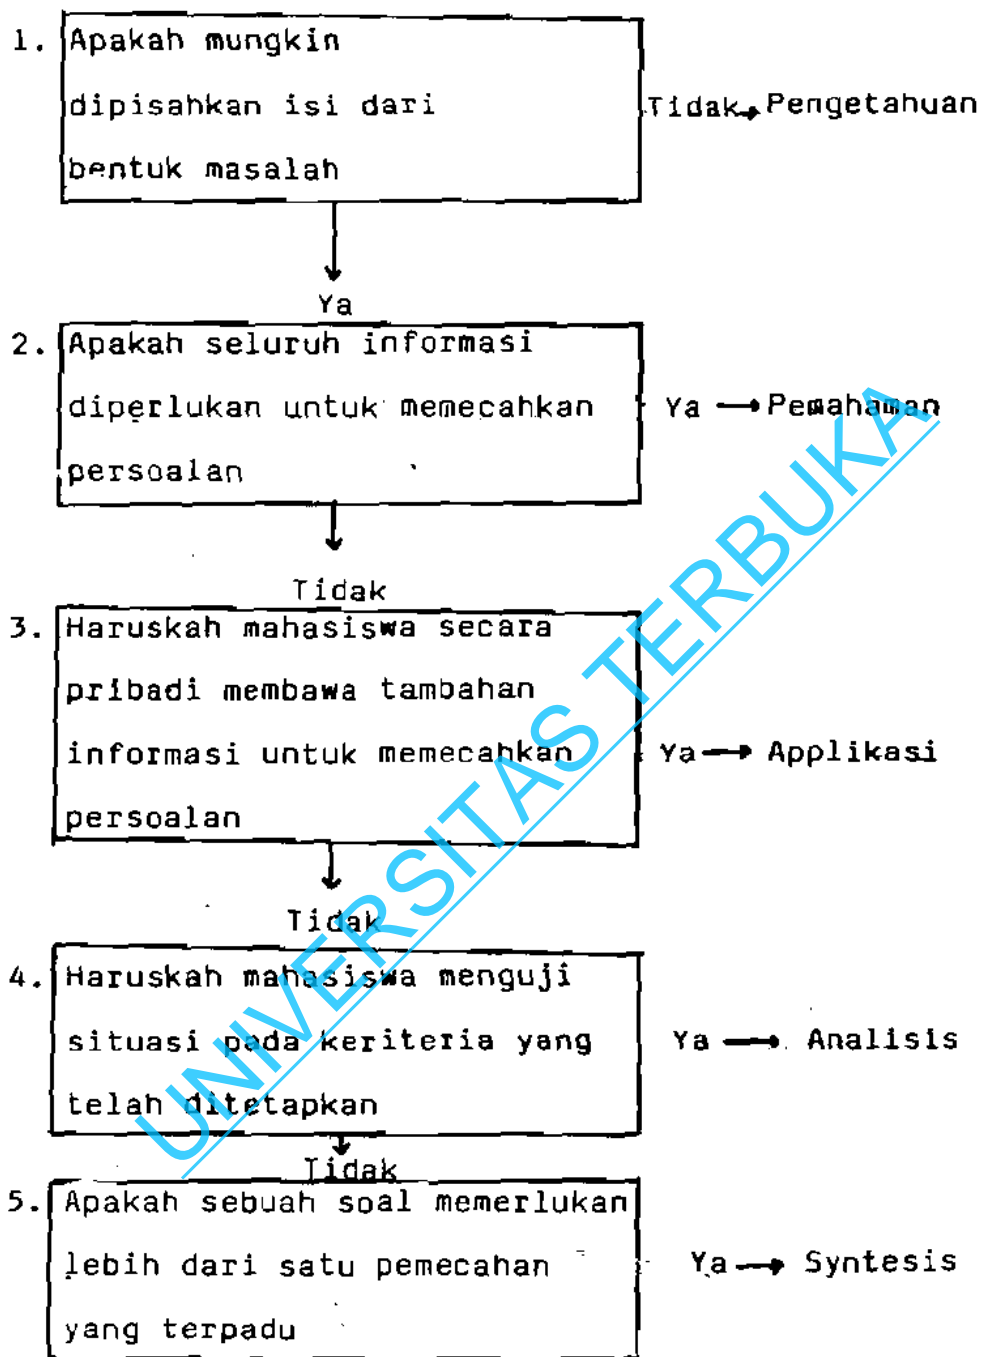 1. Apakah mungkin
dipisahkan isi dari
Tidak → Pengetahuan
bentuk masalah
Ya
2. Apakah seluruh informasi
diperlukan untuk memecahkan
Ya → Pemahaman
persoalan
Tidak
3. Haruskah mahasiswa secara
pribadi membawa tambahan
informasi untuk memecahkan
Ya → Applikasi
persoalan
Tidak
4. Haruskah mahasiswa menguji
situasi pada keriteria yang
Ya → Analisis
telah ditetapkan
Tidak
5. Apakah sebuah soal memerlukan
lebih dari satu pemecahan
Ya → Syntesis
yang terpadu
UNIVERSITAS TERBUKA